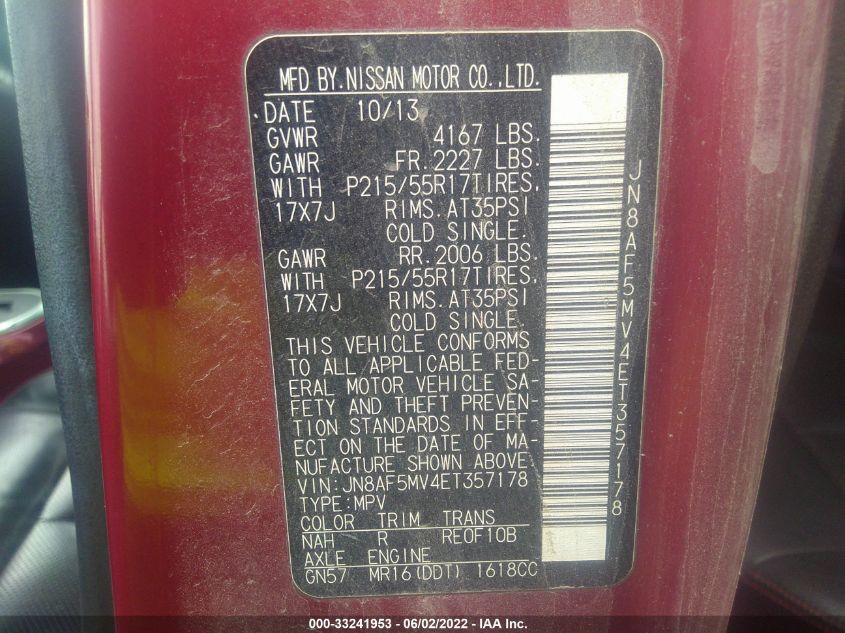 MFD BY.NISSAN MOTOR CO.,LTD.
DATE 10/13
GVWR 4167 LBS.
GAWR FR.2227 LBS.
WITH P215/55R17TIRES,
17X7J RIMS.AT35PSI
COLD SINGLE.
GAWR RR.2006 LBS.
WITH P215/55R17TIRES,
17X7J RIMS.AT35PSI
COLD SINGLE.
THIS VEHICLE CONFORMS
TO ALL APPLICABLE FED-
ERAL MOTOR VEHICLE SA-
FETY AND THEFT PREVEN-
TION STANDARDS IN EFF-
ECT ON THE DATE OF MA-
NUFACTURE SHOWN ABOVE
VIN:JN8AF5MV4ET357178
TYPE:MPV
COLOR TRIM TRANS
NAH R RE0F10B
AXLE ENGINE
GN57 MR16(DDT) 1618CC
JN8AF5MV4ET357178
000-33241953 - 06/02/2022 - IAA Inc.